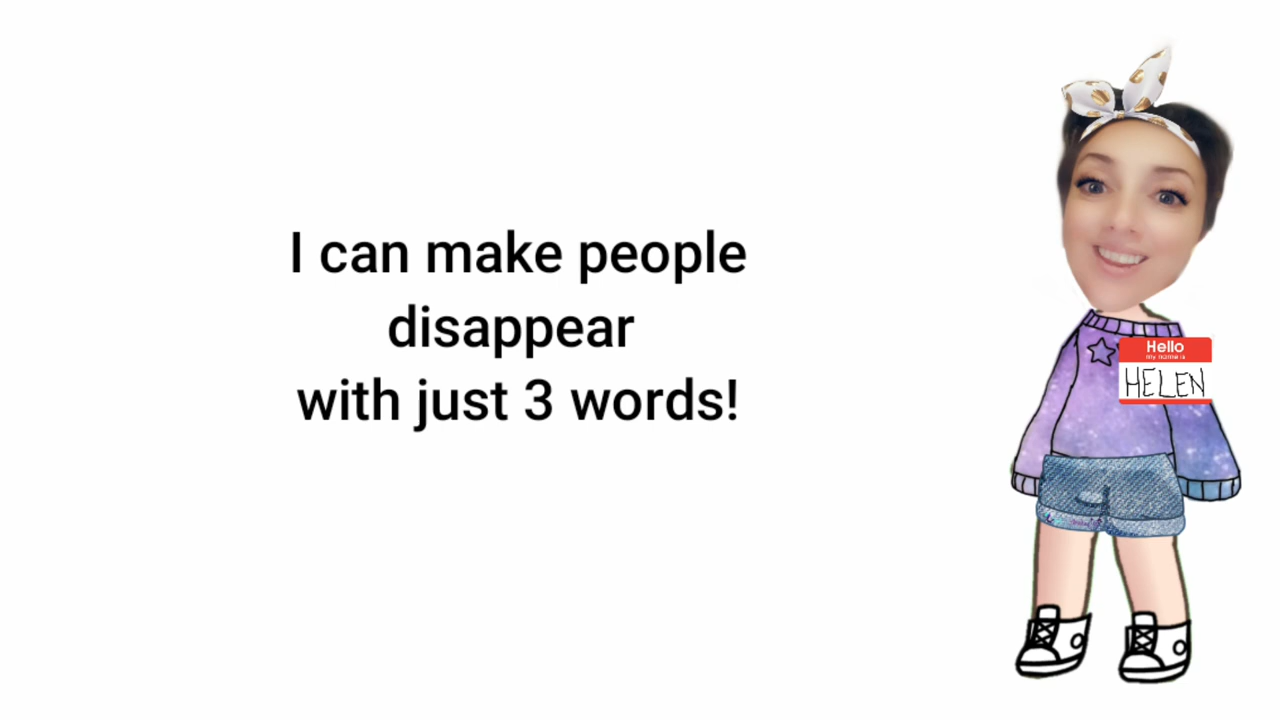 I can make people
disappear
with just 3 words!
Hello
my name is
HELEN